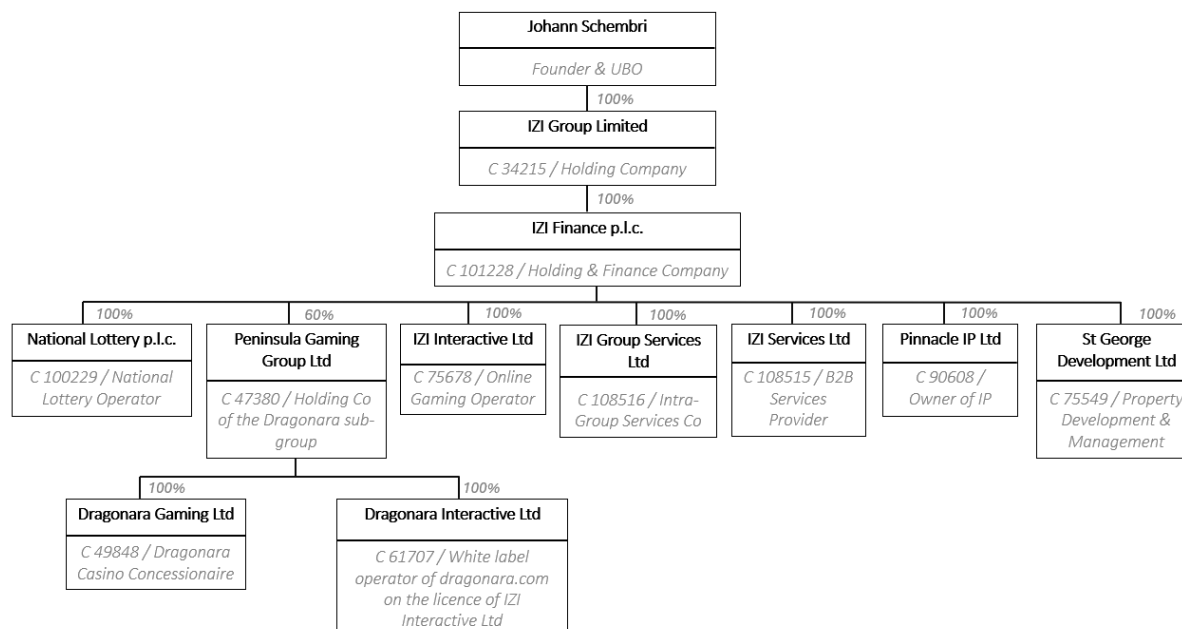 Johann Schembri
Founder & UBO
100%
IZI Group Limited
C 34215 / Holding Company
100%
IZI Finance p.l.c.
C 101228 / Holding & Finance Company
100%
National Lottery p.l.c.
C 100229 / National
Lottery Operator
60%
Peninsula Gaming
Group Ltd
C 47380 / Holding Co
of the Dragonara sub-
group
100%
IZI Interactive Ltd
C 75678 / Online
Gaming Operator
100%
IZI Group Services
Ltd
C 108516 / Intra-
Group Services Co
100%
IZI Services Ltd
C 108515 / B2B
Services
Provider
100%
Pinnacle IP Ltd
C 90608 /
Owner of IP
100%
St George
Development Ltd
C 75549 / Property
Development &
Management
100%
Dragonara Gaming Ltd
C 49848 / Dragonara
Casino Concessionaire
100%
Dragonara Interactive Ltd
C 61707 / White label
operator of dragonara.com
on the licence of IZI
Interactive Ltd